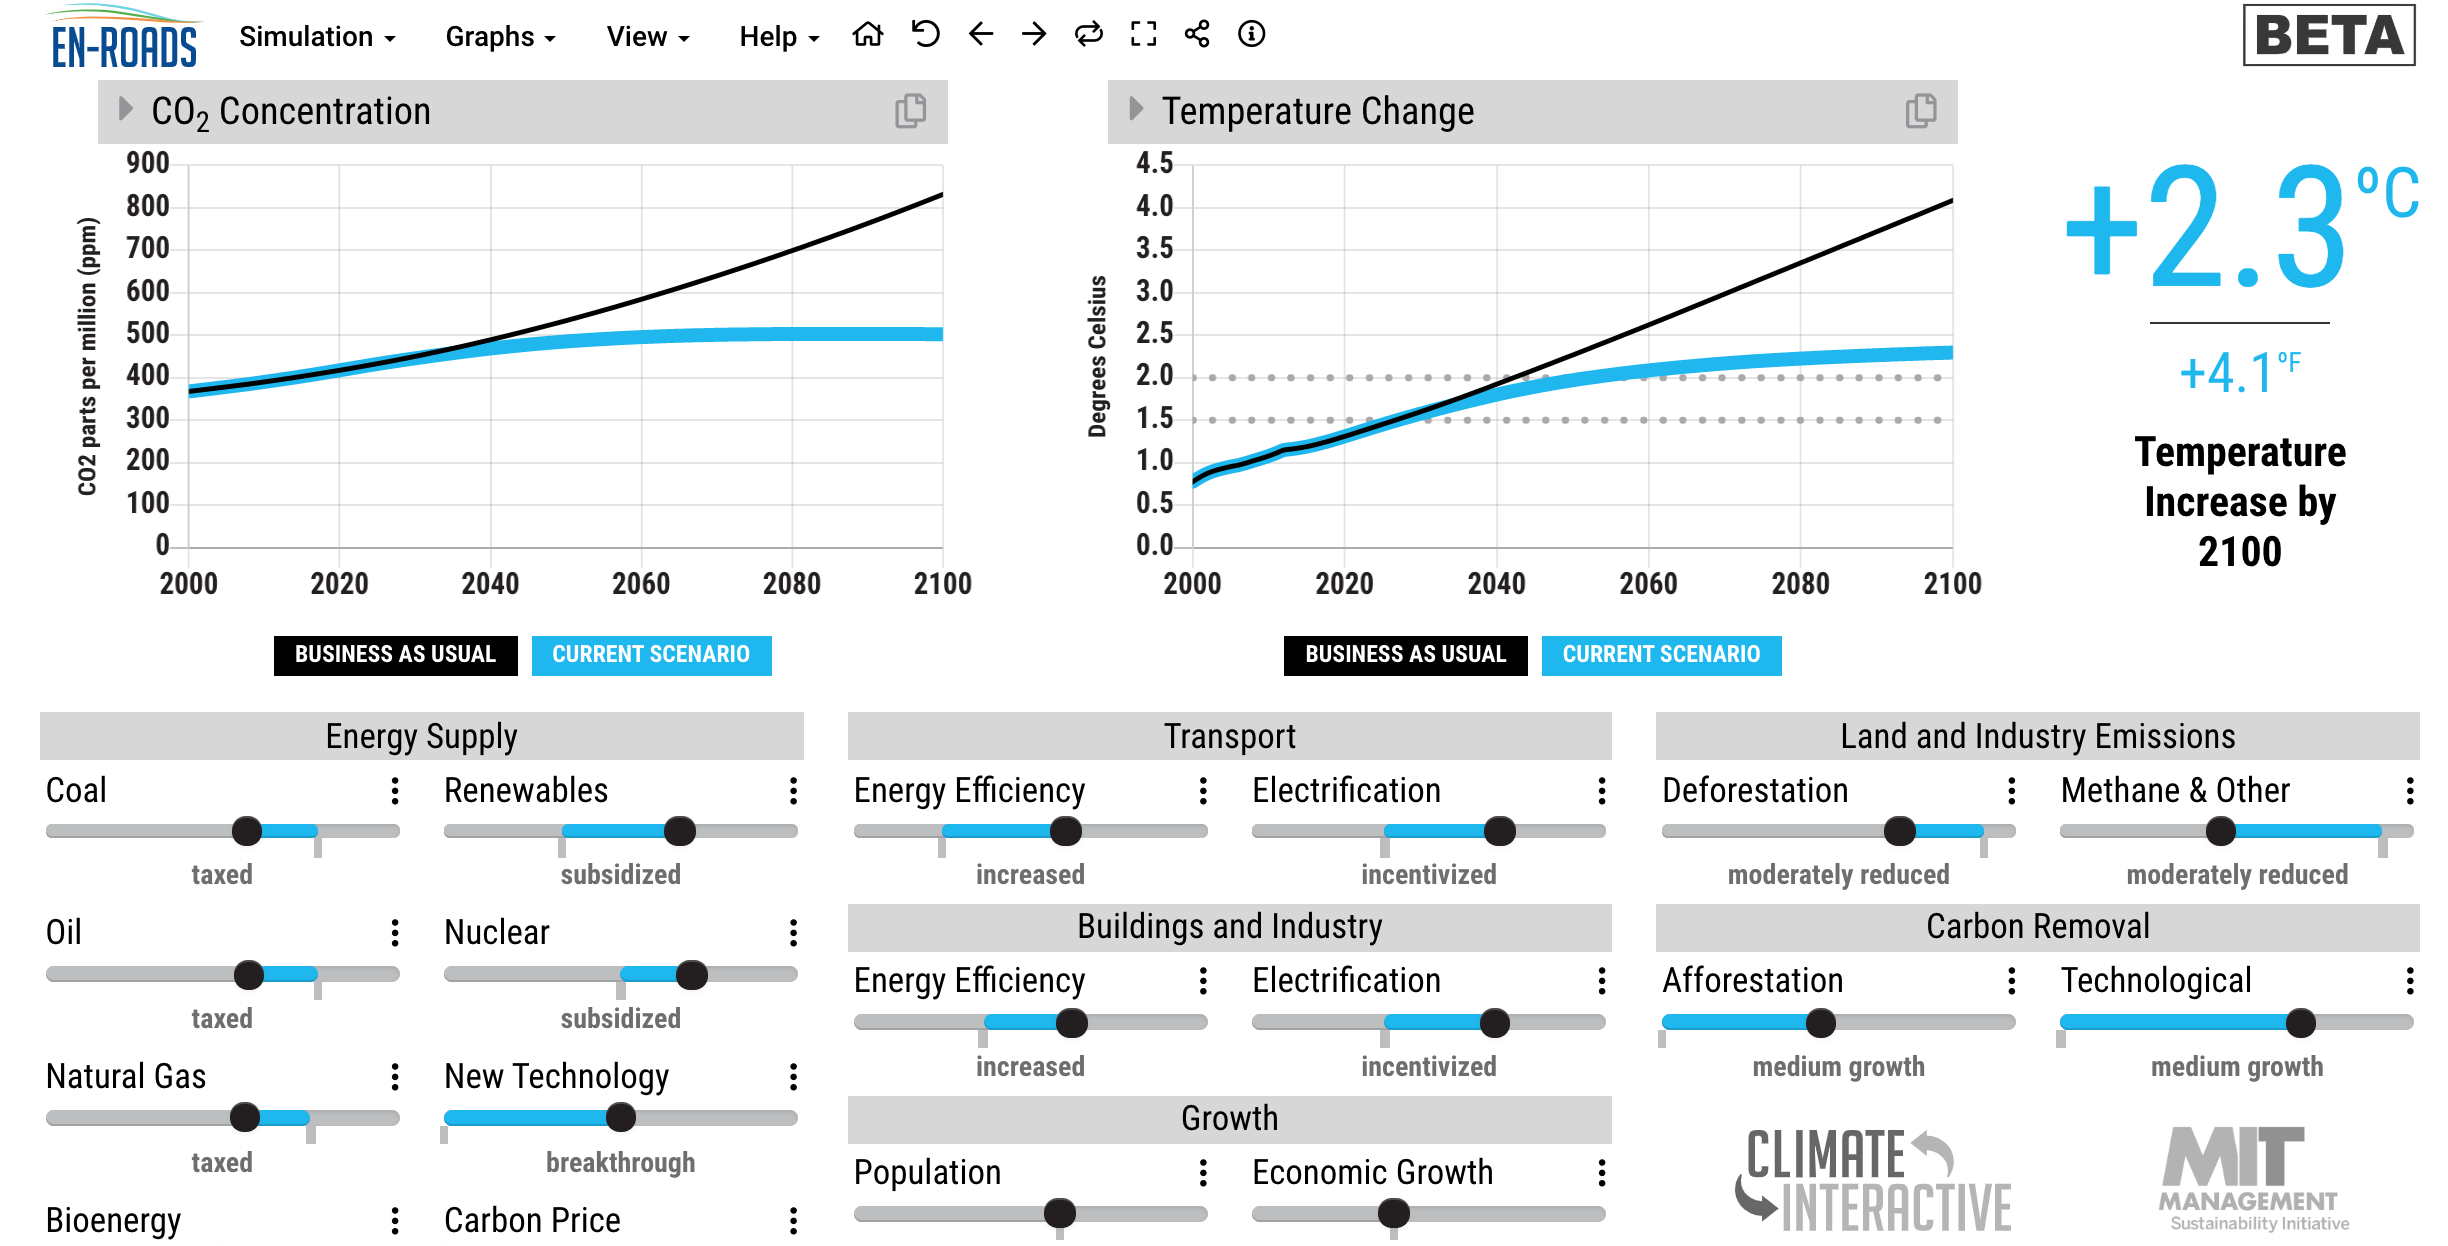 EN-ROADS
Simulation
Graphs
View
Help
BETA
CO2 Concentration
CO2 parts per million (ppm)
900
800
700
600
500
400
300
200
100
0
2000 2020 2040 2060 2080 2100
BUSINESS AS USUAL CURRENT SCENARIO
Temperature Change
Degrees Celsius
4.5
4.0
3.5
3.0
2.5
2.0
1.5
1.0
0.5
0.0
2000 2020 2040 2060 2080 2100
BUSINESS AS USUAL CURRENT SCENARIO
+2.3°C
+4.1°F
Temperature
Increase by
2100
Energy Supply
Coal
taxed
Renewables
subsidized
Oil
taxed
Nuclear
subsidized
Natural Gas
taxed
New Technology
breakthrough
Bioenergy
Carbon Price
Transport
Energy Efficiency
increased
Electrification
incentivized
Buildings and Industry
Energy Efficiency
increased
Electrification
incentivized
Growth
Population
Economic Growth
Land and Industry Emissions
Deforestation
moderately reduced
Methane & Other
moderately reduced
Carbon Removal
Afforestation
medium growth
Technological
medium growth
CLIMATE
INTERACTIVE
MIT
MANAGEMENT
Sustainability Initiative